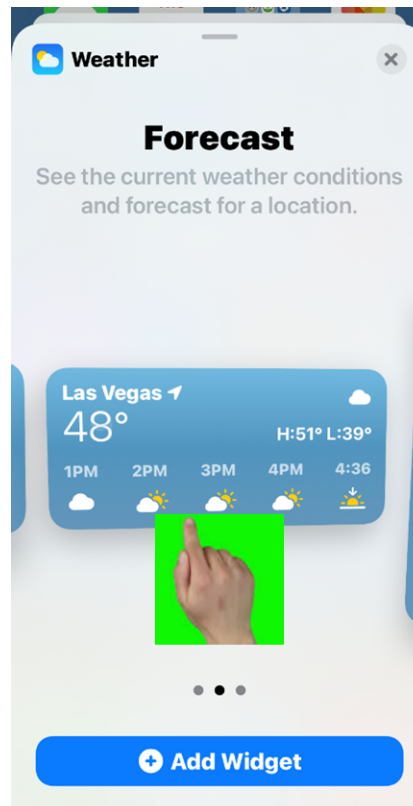 Weather
Forecast
See the current weather conditions
and forecast for a location.
Las Vegas
48°
H:51° L:39°
1PM 2PM 3PM 4PM 4:36
Add Widget